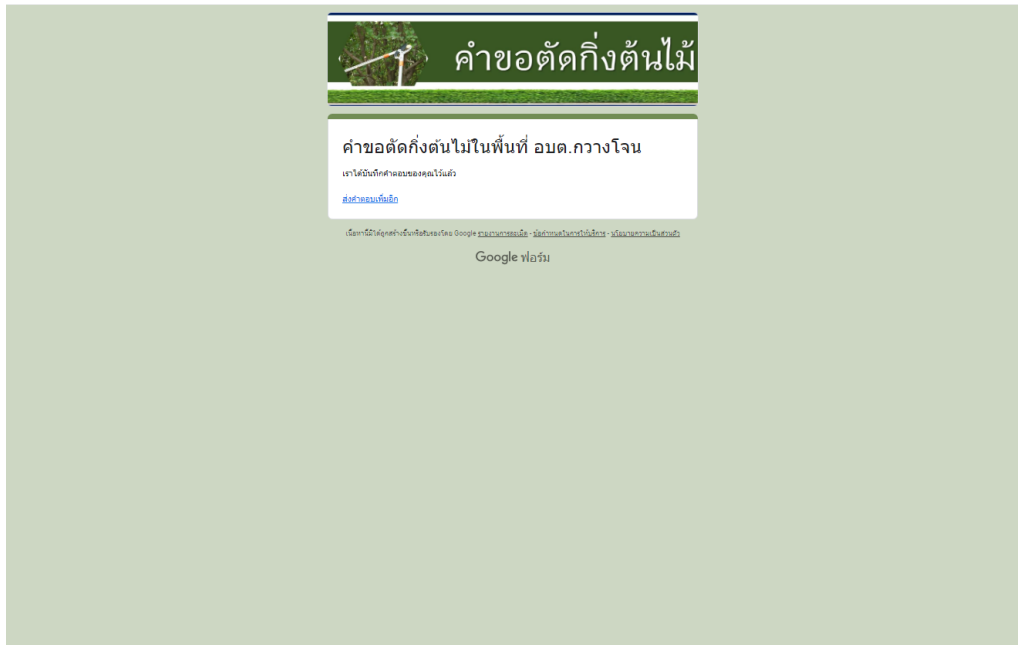 คำขอตัดกิ่งต้นไม้
คำขอตัดกิ่งต้นไม้ในพื้นที่ อบต.กวางโจน
เราได้บันทึกคำตอบของคุณไว้แล้ว
ส่งคำตอบเพิ่มอีก
เนื้อหานี้มิได้ถูกสร้างขึ้นหรือรับรองโดย Google รายงานการละเมิด - ข้อกำหนดในการให้บริการ - นโยบายความเป็นส่วนตัว
Google ฟอร์ม